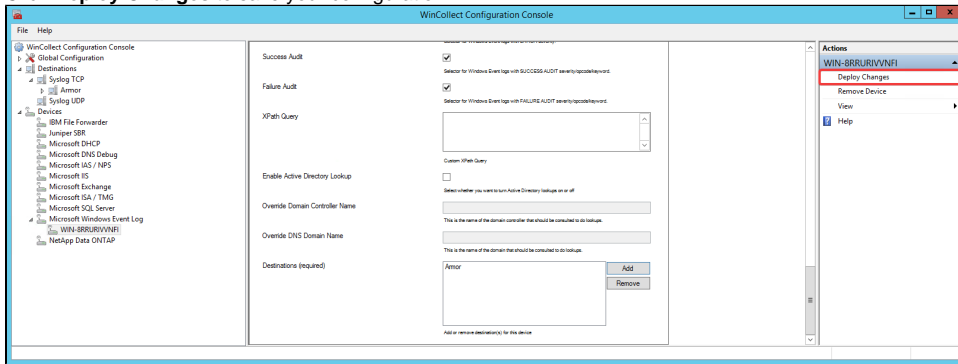 WinCollect Configuration Console
File Help
WinCollect Configuration Console
Global Configuration
Destinations
Syslog TCP
Armor
Syslog UDP
Devices
IBM File Forwarder
Juniper SBR
Microsoft DHCP
Microsoft DNS Debug
Microsoft IAS / NPS
Microsoft IIS
Microsoft Exchange
Microsoft ISA / TMG
Microsoft SQL Server
Microsoft Windows Event Log
WIN-8RRURIVVNFI
NetApp Data ONTAP
Success Audit
Selector for Windows Event logs with SUCCESS AUDIT severity/opcode/keyword.
Failure Audit
Selector for Windows Event logs with FAILURE AUDIT severity/opcode/keyword.
XPath Query
Custom XPath Query
Enable Active Directory Lookup
Select whether you want to turn Active Directory lookups on or off
Override Domain Controller Name
This is the name of the domain controller that should be consulted to do lookups.
Override DNS Domain Name
This is the name of the domain that should be consulted to do lookups.
Destinations (required)
Armor
Add
Remove
Add or remove destination(s) for this device
Actions
WIN-8RRURIVVNFI
Deploy Changes
Remove Device
View
Help